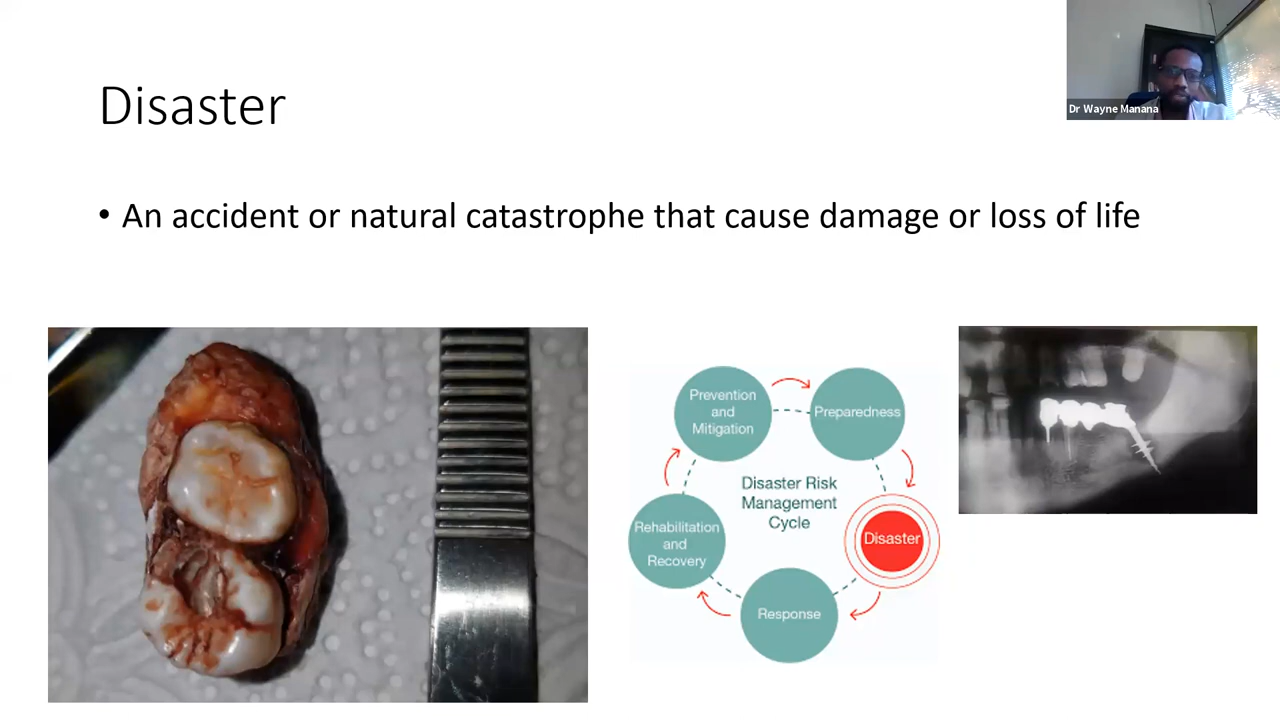 Disaster
Dr Wayne Manana
• An accident or natural catastrophe that cause damage or loss of life
Prevention
and
Mitigation
Preparedness
Disaster Risk
Management
Cycle
Rehabilitation
and
Recovery
Disaster
Response